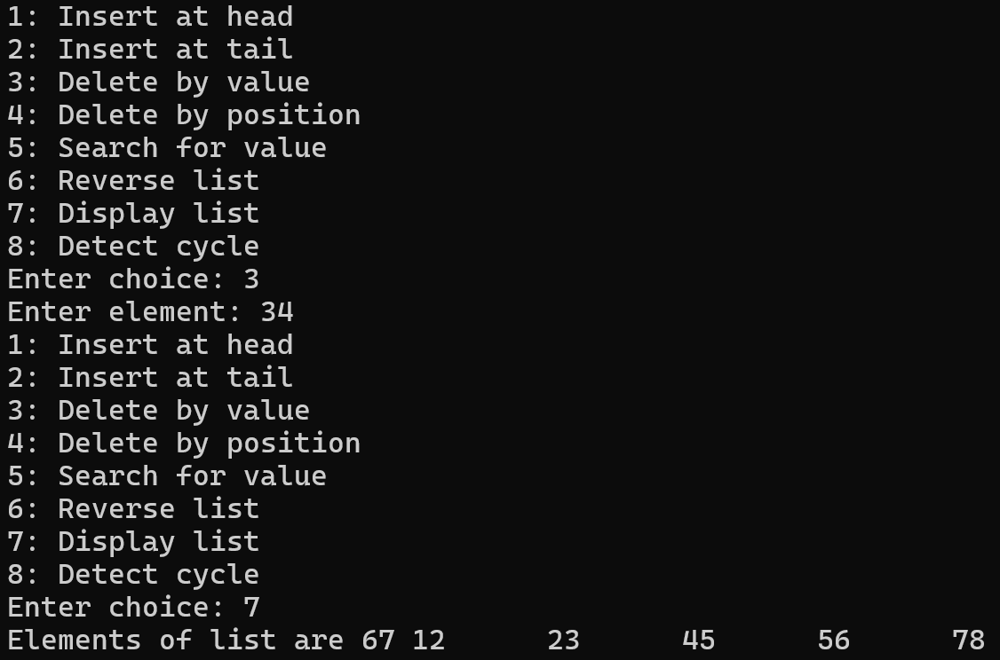 1: Insert at head
2: Insert at tail
3: Delete by value
4: Delete by position
5: Search for value
6: Reverse list
7: Display list
8: Detect cycle
Enter choice: 3
Enter element: 34
1: Insert at head
2: Insert at tail
3: Delete by value
4: Delete by position
5: Search for value
6: Reverse list
7: Display list
8: Detect cycle
Enter choice: 7
Elements of list are 67 12      23      45      56      78